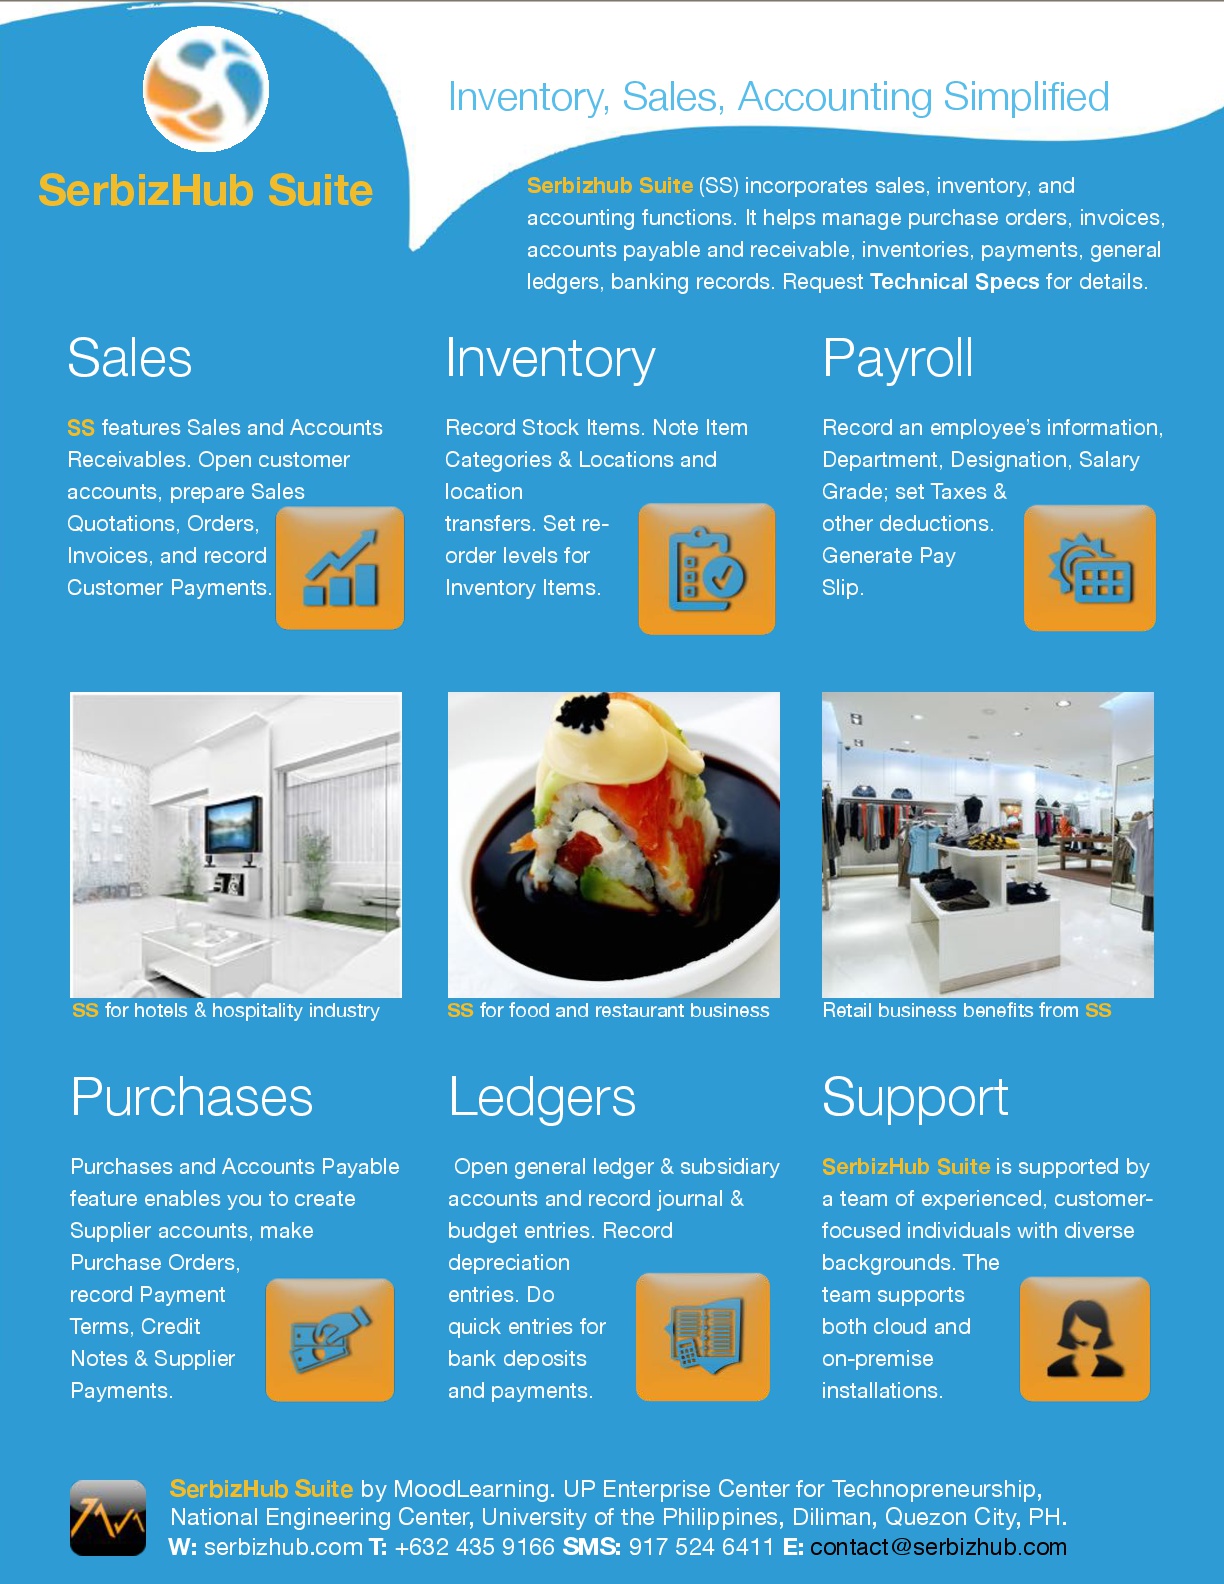 Inventory, Sales, Accounting Simplified
SerbizHub Suite
Serbizhub Suite (SS) incorporates sales, inventory, and
accounting functions. It helps manage purchase orders, invoices,
accounts payable and receivable, inventories, payments, general
ledgers, banking records. Request Technical Specs for details.
Sales
SS features Sales and Accounts
Receivables. Open customer
accounts, prepare Sales
Quotations, Orders,
Invoices, and record
Customer Payments.
Inventory
Record Stock Items. Note Item
Categories & Locations and
location
transfers. Set re-
order levels for
Inventory Items.
Payroll
Record an employee's information,
Department, Designation, Salary
Grade; set Taxes &
other deductions.
Generate Pay
Slip.
SS for hotels & hospitality industry
SS for food and restaurant business
Retail business benefits from SS
Purchases
Purchases and Accounts Payable
feature enables you to create
Supplier accounts, make
Purchase Orders,
record Payment
Terms, Credit
Notes & Supplier
Payments.
Ledgers
Open general ledger & subsidiary
accounts and record journal &
budget entries. Record
depreciation
entries. Do
quick entries for
bank deposits
and payments.
Support
SerbizHub Suite is supported by
a team of experienced, customer-
focused individuals with diverse
backgrounds. The
team supports
both cloud and
on-premise
installations.
SerbizHub Suite by MoodLearning. UP Enterprise Center for Technopreneurship,
National Engineering Center, University of the Philippines, Diliman, Quezon City, PH.
W: serbizhub.com T: +632 435 9166 SMS: 917 524 6411 E: contact@serbizhub.com